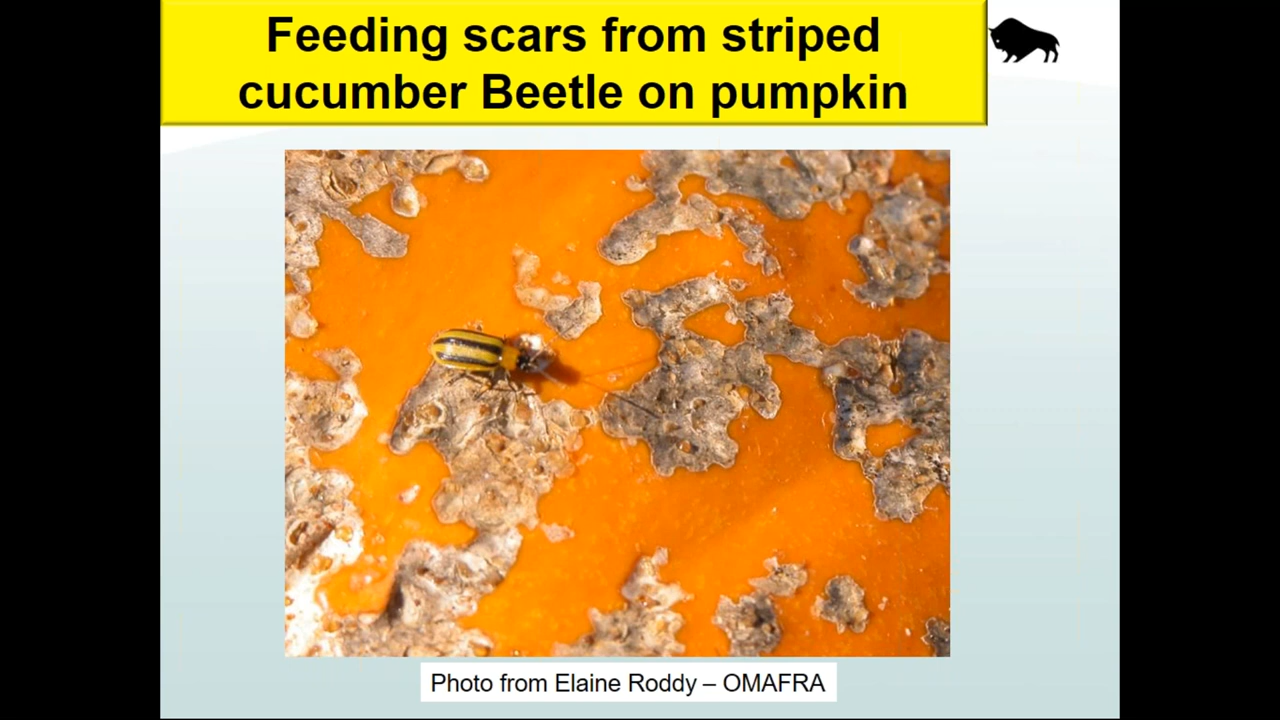 Feeding scars from striped
cucumber Beetle on pumpkin
Photo from Elaine Roddy – OMAFRA